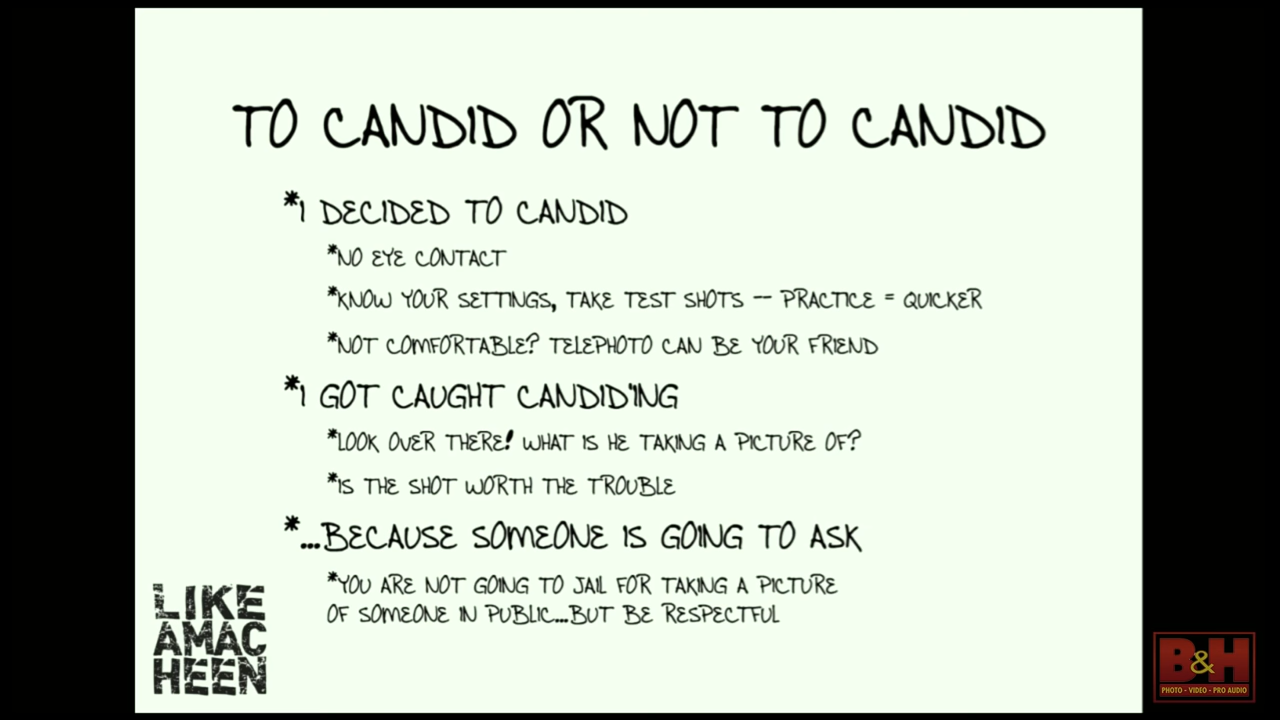 TO CANDID OR NOT TO CANDID
*I DECIDED TO CANDID
*NO EYE CONTACT
*KNOW YOUR SETTINGS, TAKE TEST SHOTS -- PRACTICE = QUICKER
*NOT COMFORTABLE? TELEPHOTO CAN BE YOUR FRIEND
*I GOT CAUGHT CANDID'ING
*LOOK OVER THERE! WHAT IS HE TAKING A PICTURE OF?
*IS THE SHOT WORTH THE TROUBLE
*...BECAUSE SOMEONE IS GOING TO ASK
*YOU ARE NOT GOING TO JAIL FOR TAKING A PICTURE
OF SOMEONE IN PUBLIC...BUT BE RESPECTFUL
LIKE
AMAC
HEEN
B&H
PHOTO - VIDEO - PRO AUDIO